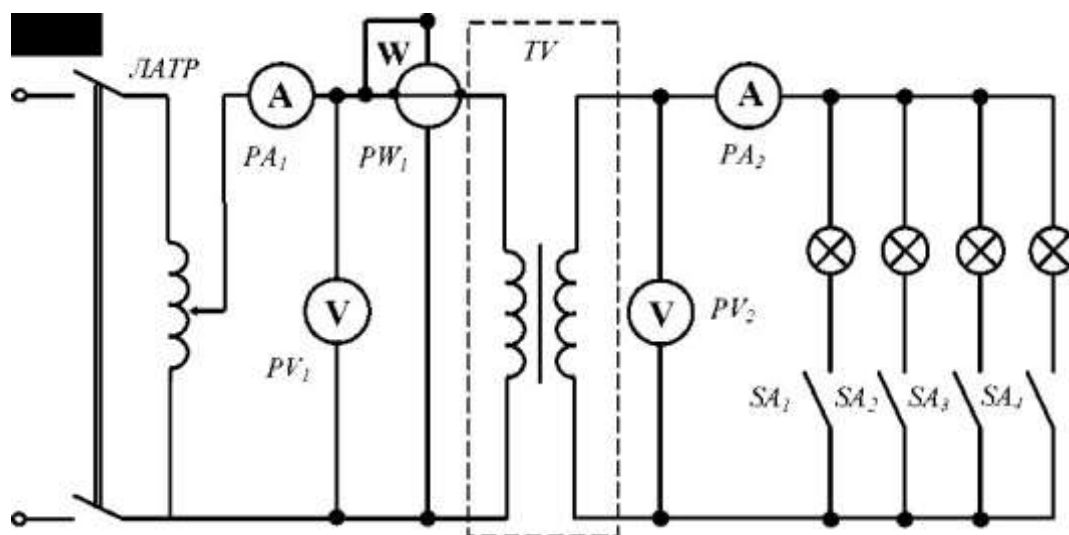 ЛАТР
W
TV
A
A
PA₁
PW₁
PA₂
V
V
PV₂
PV₁
SA₁
SA₂
SA₃
SA₄